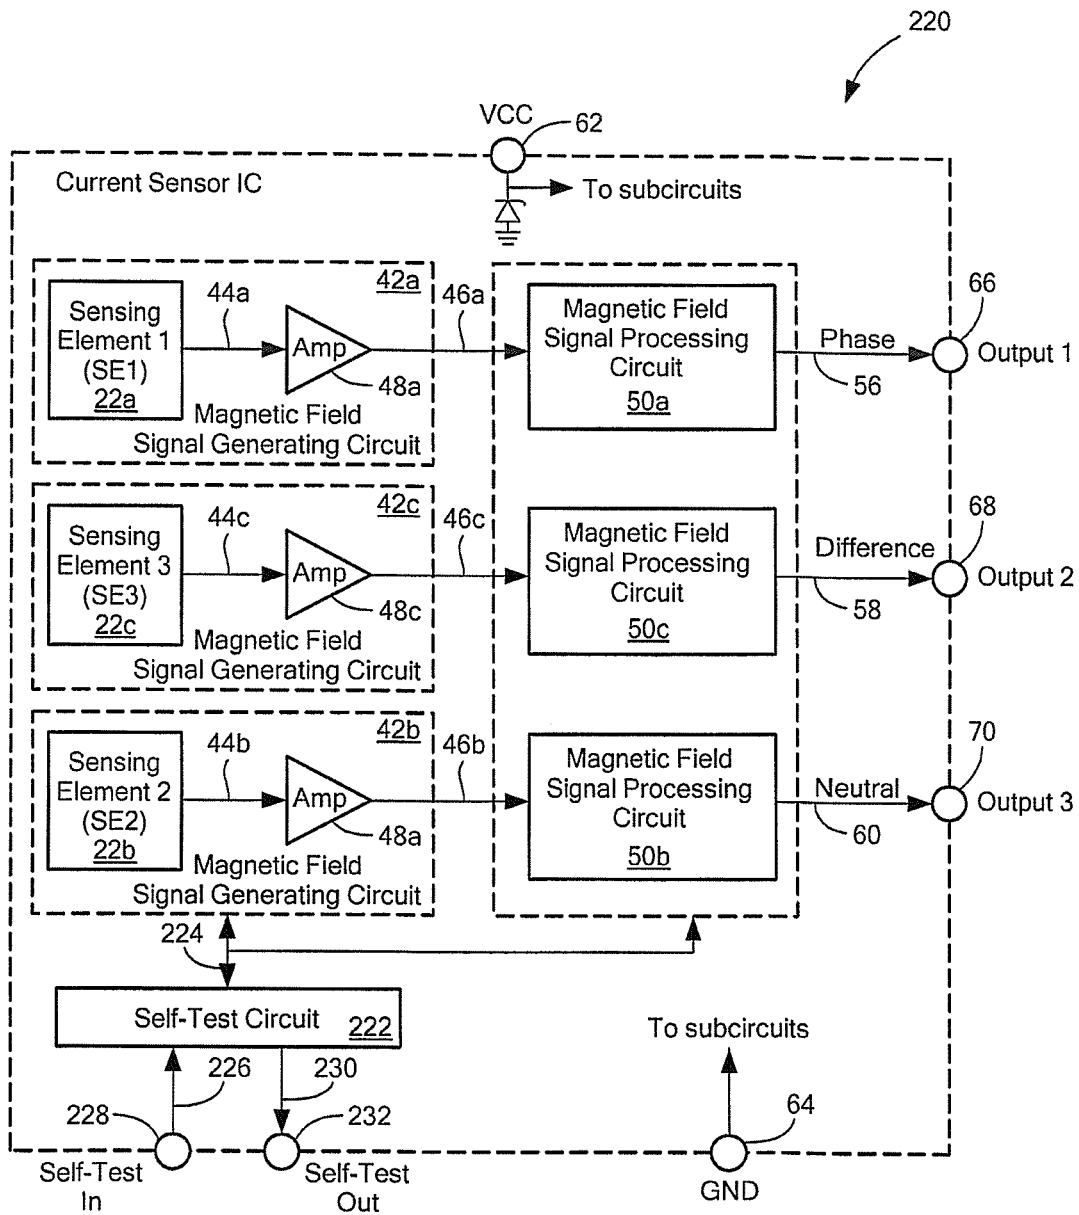 220
VCC
62
Current Sensor IC
To subcircuits
42a
Sensing
Element 1
(SE1)
22a
44a
Amp
48a
Magnetic Field
Signal Generating Circuit
46a
Magnetic Field
Signal Processing
Circuit
50a
Phase
56
66
Output 1
42c
Sensing
Element 3
(SE3)
22c
44c
Amp
48c
Magnetic Field
Signal Generating Circuit
46c
Magnetic Field
Signal Processing
Circuit
50c
Difference
58
68
Output 2
42b
Sensing
Element 2
(SE2)
22b
44b
Amp
48a
Magnetic Field
Signal Generating Circuit
46b
Magnetic Field
Signal Processing
Circuit
50b
Neutral
60
70
Output 3
224
Self-Test Circuit 222
To subcircuits
226
230
228
232
64
Self-Test
In
Self-Test
Out
GND